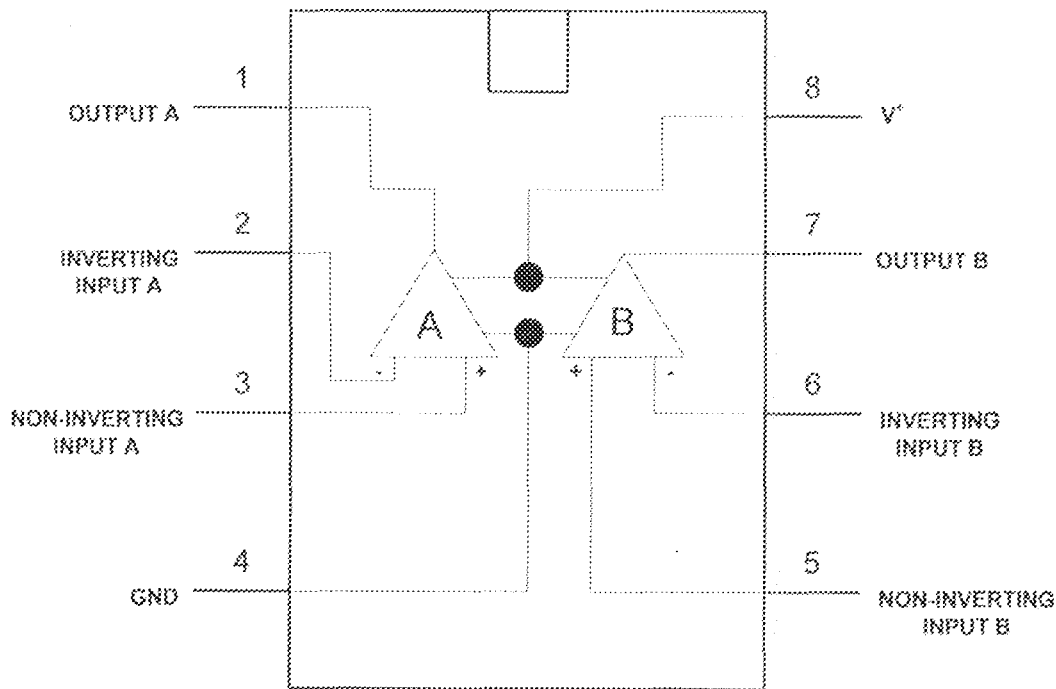 1
OUTPUT A
8
V+
2
INVERTING
INPUT A
7
OUTPUT B
A
B
- +
+ -
3
NON-INVERTING
INPUT A
6
INVERTING
INPUT B
4
GND
5
NON-INVERTING
INPUT B